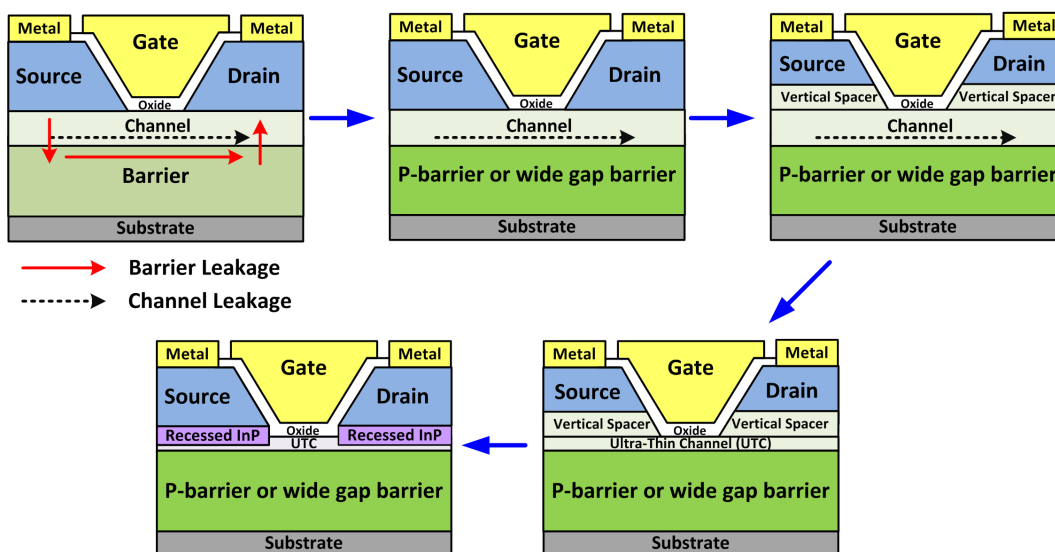 Metal
Gate
Metal
Source
Drain
Oxide
Channel
Barrier
Substrate
Metal
Gate
Metal
Source
Drain
Oxide
Channel
P-barrier or wide gap barrier
Substrate
Metal
Gate
Metal
Source
Drain
Vertical Spacer
Oxide
Vertical Spacer
Channel
P-barrier or wide gap barrier
Substrate
Barrier Leakage
Channel Leakage
Metal
Gate
Metal
Source
Drain
Recessed InP
Oxide
Recessed InP
UTC
P-barrier or wide gap barrier
Substrate
Metal
Gate
Metal
Source
Drain
Vertical Spacer
Oxide
Vertical Spacer
Ultra-Thin Channel (UTC)
P-barrier or wide gap barrier
Substrate